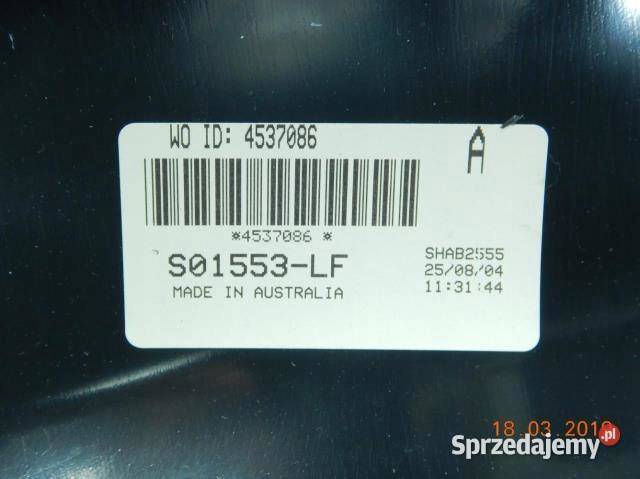 WO ID: 4537086
A
*4537086 *
S01553-LF
MADE IN AUSTRALIA
SHAB2555
25/08/04
11:31:44
18.03.201
Sprzedajemy.pl